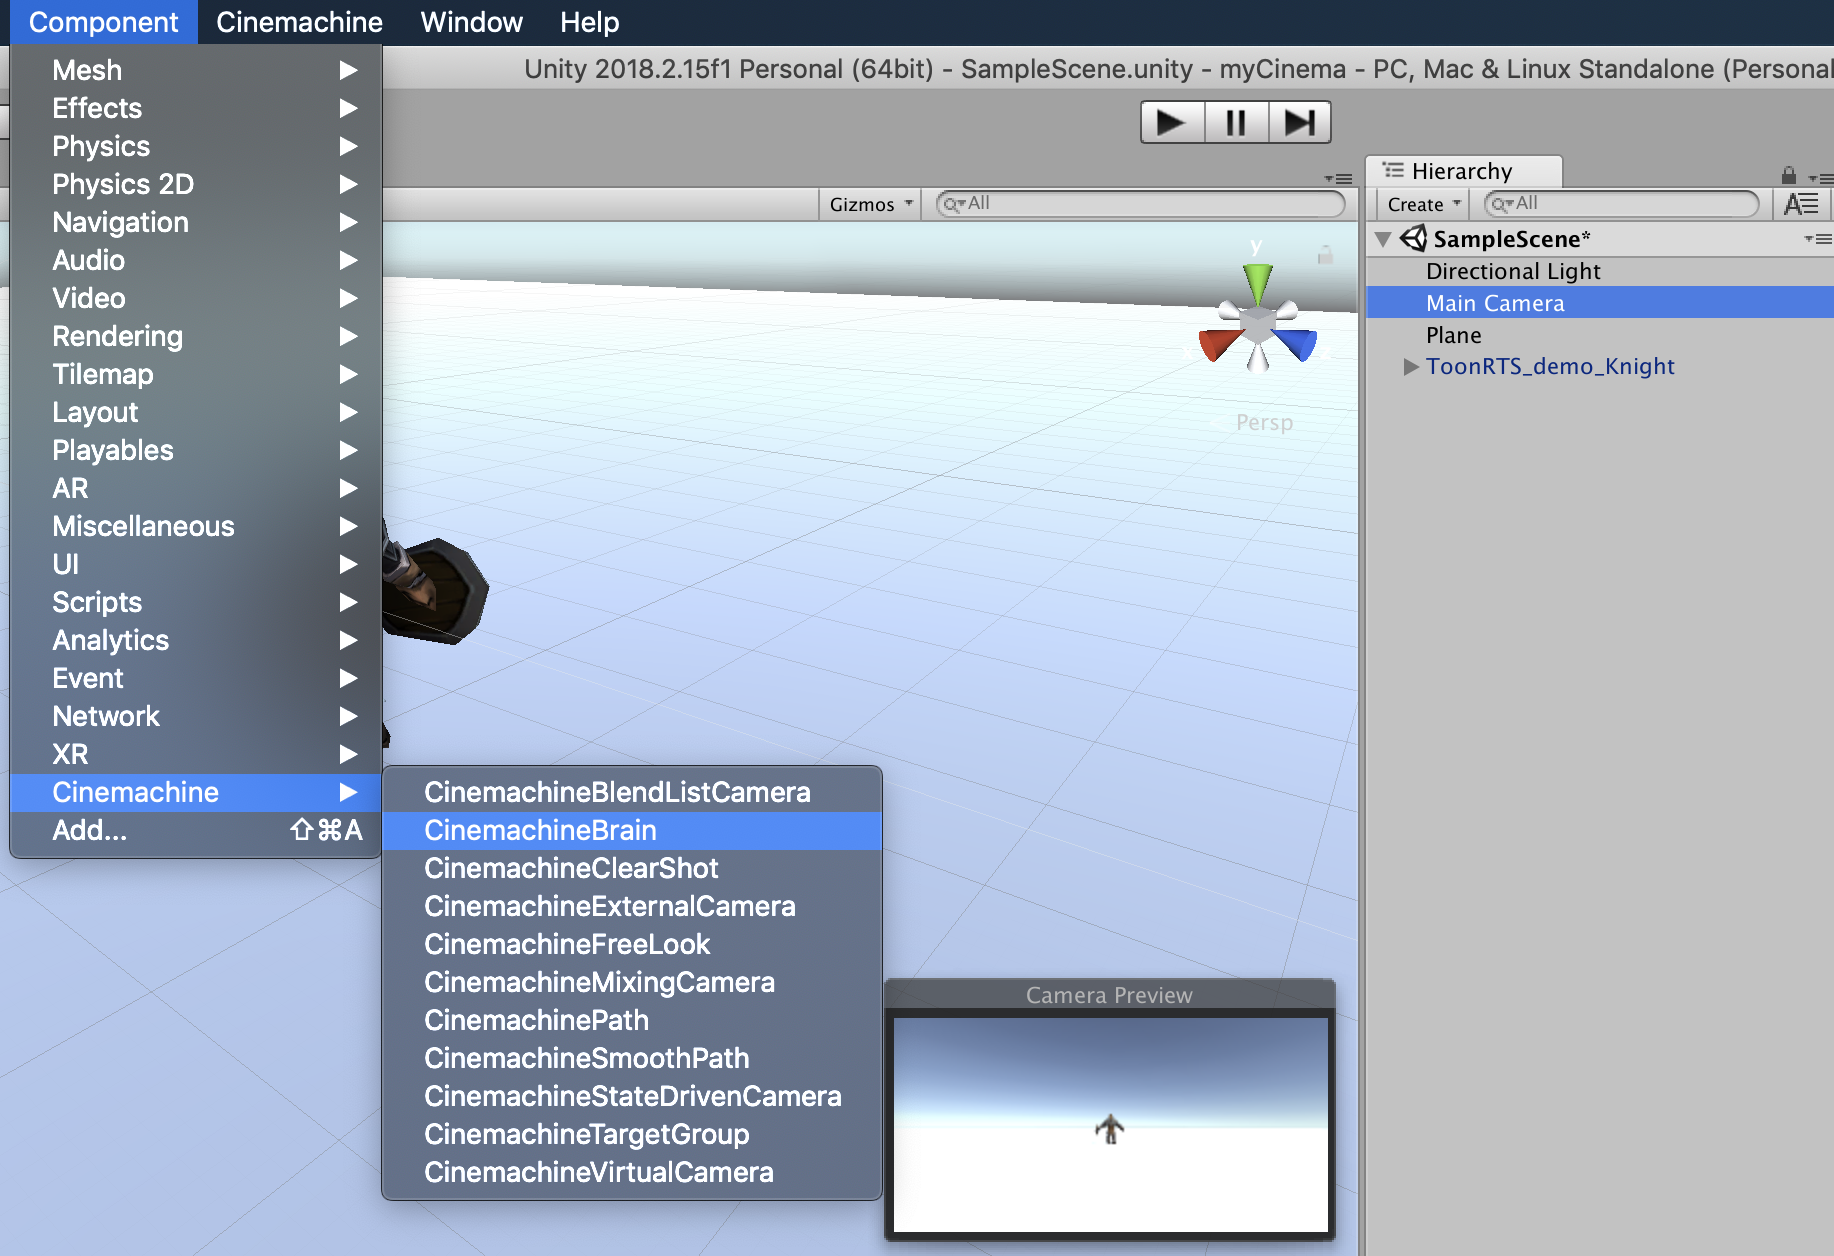 Component Cinemachine Window Help
Unity 2018.2.15f1 Personal (64bit) - SampleScene.unity - myCinema - PC, Mac & Linux Standalone (Personal
Mesh
Effects
Physics
Physics 2D
Navigation
Audio
Video
Rendering
Tilemap
Layout
Playables
AR
Miscellaneous
UI
Scripts
Analytics
Event
Network
XR
Cinemachine
Add... ⇧⌘A
CinemachineBlendListCamera
CinemachineBrain
CinemachineClearShot
CinemachineExternalCamera
CinemachineFreeLook
CinemachineMixingCamera
CinemachinePath
CinemachineSmoothPath
CinemachineStateDrivenCamera
CinemachineTargetGroup
CinemachineVirtualCamera
Gizmos All
y
Persp
Camera Preview
Hierarchy
Create All
SampleScene*
Directional Light
Main Camera
Plane
ToonRTS_demo_Knight